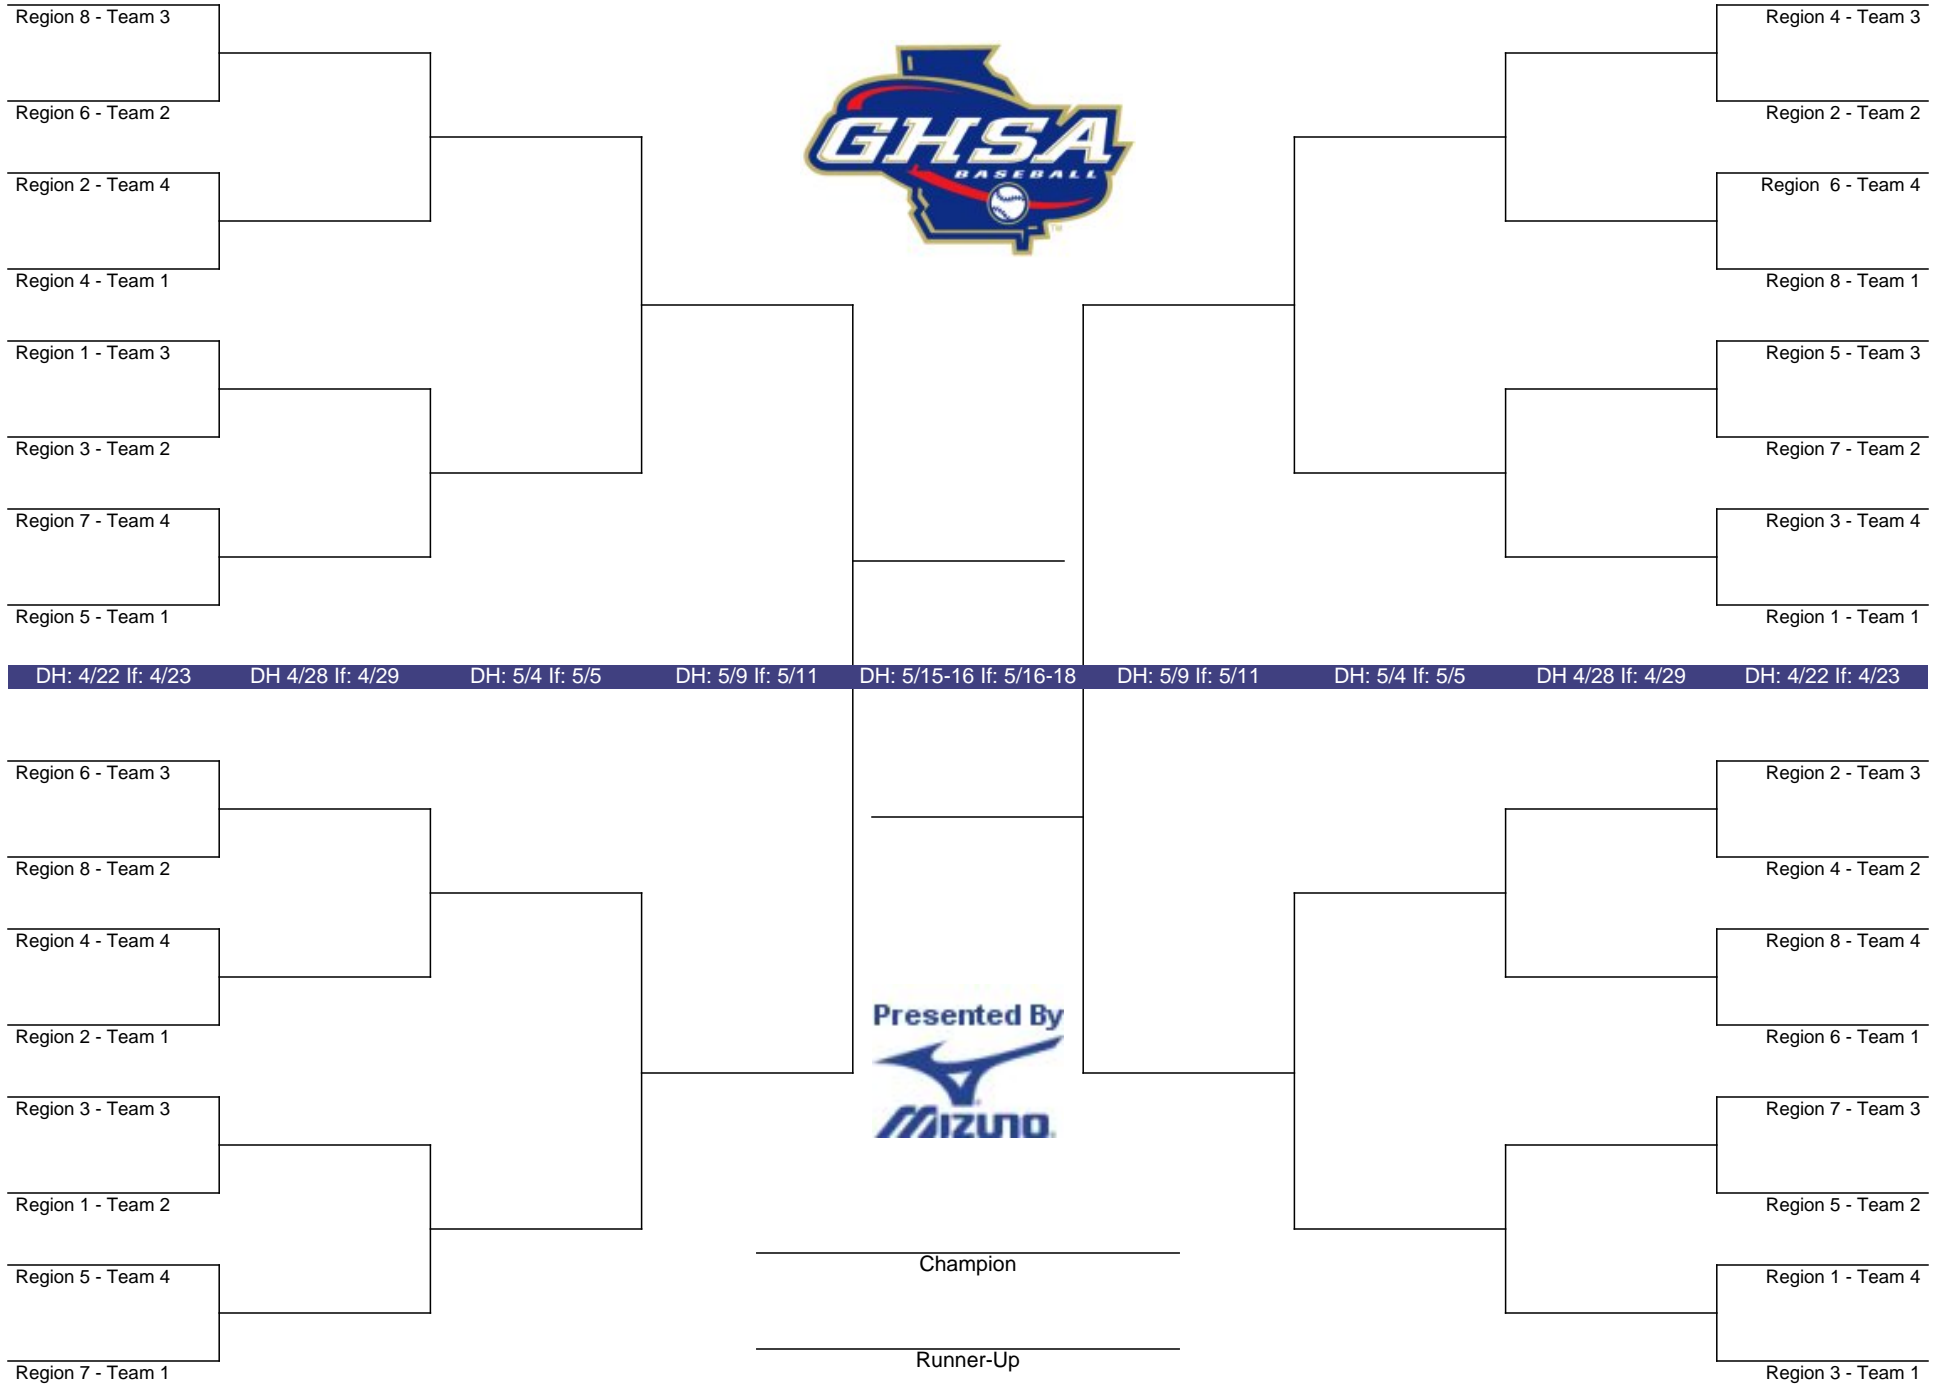 Region 8 - Team 3
Region 6 - Team 2
Region 2 - Team 4
Region 4 - Team 1
Region 1 - Team 3
Region 3 - Team 2
Region 7 - Team 4
Region 5 - Team 1
GHSA
BASEBALL
TM
Region 4 - Team 3
Region 2 - Team 2
Region  6 - Team 4
Region 8 - Team 1
Region 5 - Team 3
Region 7 - Team 2
Region 3 - Team 4
Region 1 - Team 1
DH: 4/22 If: 4/23 DH 4/28 If: 4/29 DH: 5/4 If: 5/5 DH: 5/9 If: 5/11 DH: 5/15-16 If: 5/16-18 DH: 5/9 If: 5/11 DH: 5/4 If: 5/5 DH 4/28 If: 4/29 DH: 4/22 If: 4/23
Region 6 - Team 3
Region 8 - Team 2
Region 4 - Team 4
Region 2 - Team 1
Region 3 - Team 3
Region 1 - Team 2
Region 5 - Team 4
Region 7 - Team 1
Presented By
MIZUNO
Champion
Runner-Up
Region 2 - Team 3
Region 4 - Team 2
Region 8 - Team 4
Region 6 - Team 1
Region 7 - Team 3
Region 5 - Team 2
Region 1 - Team 4
Region 3 - Team 1